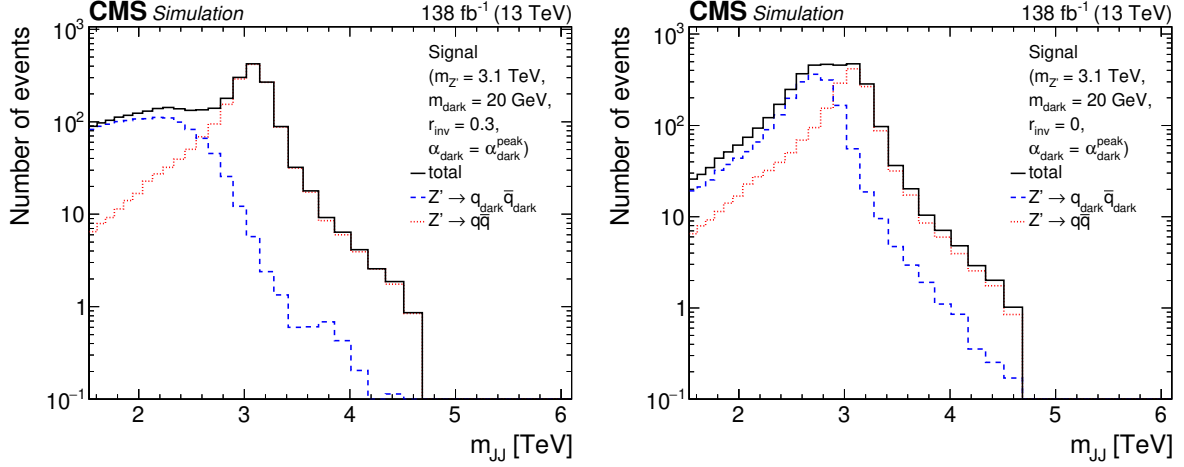 CMS Simulation 138 fb⁻¹ (13 TeV)
Number of events
10³
10²
10
1
10⁻¹
Signal
(m_Z' = 3.1 TeV,
m_dark = 20 GeV,
r_inv = 0.3,
α_dark = α_dark^peak)
total
Z' → q_dark q̄_dark
Z' → qq̄
2 3 4 5 6
m_JJ [TeV]
CMS Simulation 138 fb⁻¹ (13 TeV)
Number of events
10³
10²
10
1
10⁻¹
Signal
(m_Z' = 3.1 TeV,
m_dark = 20 GeV,
r_inv = 0,
α_dark = α_dark^peak)
total
Z' → q_dark q̄_dark
Z' → qq̄
2 3 4 5 6
m_JJ [TeV]